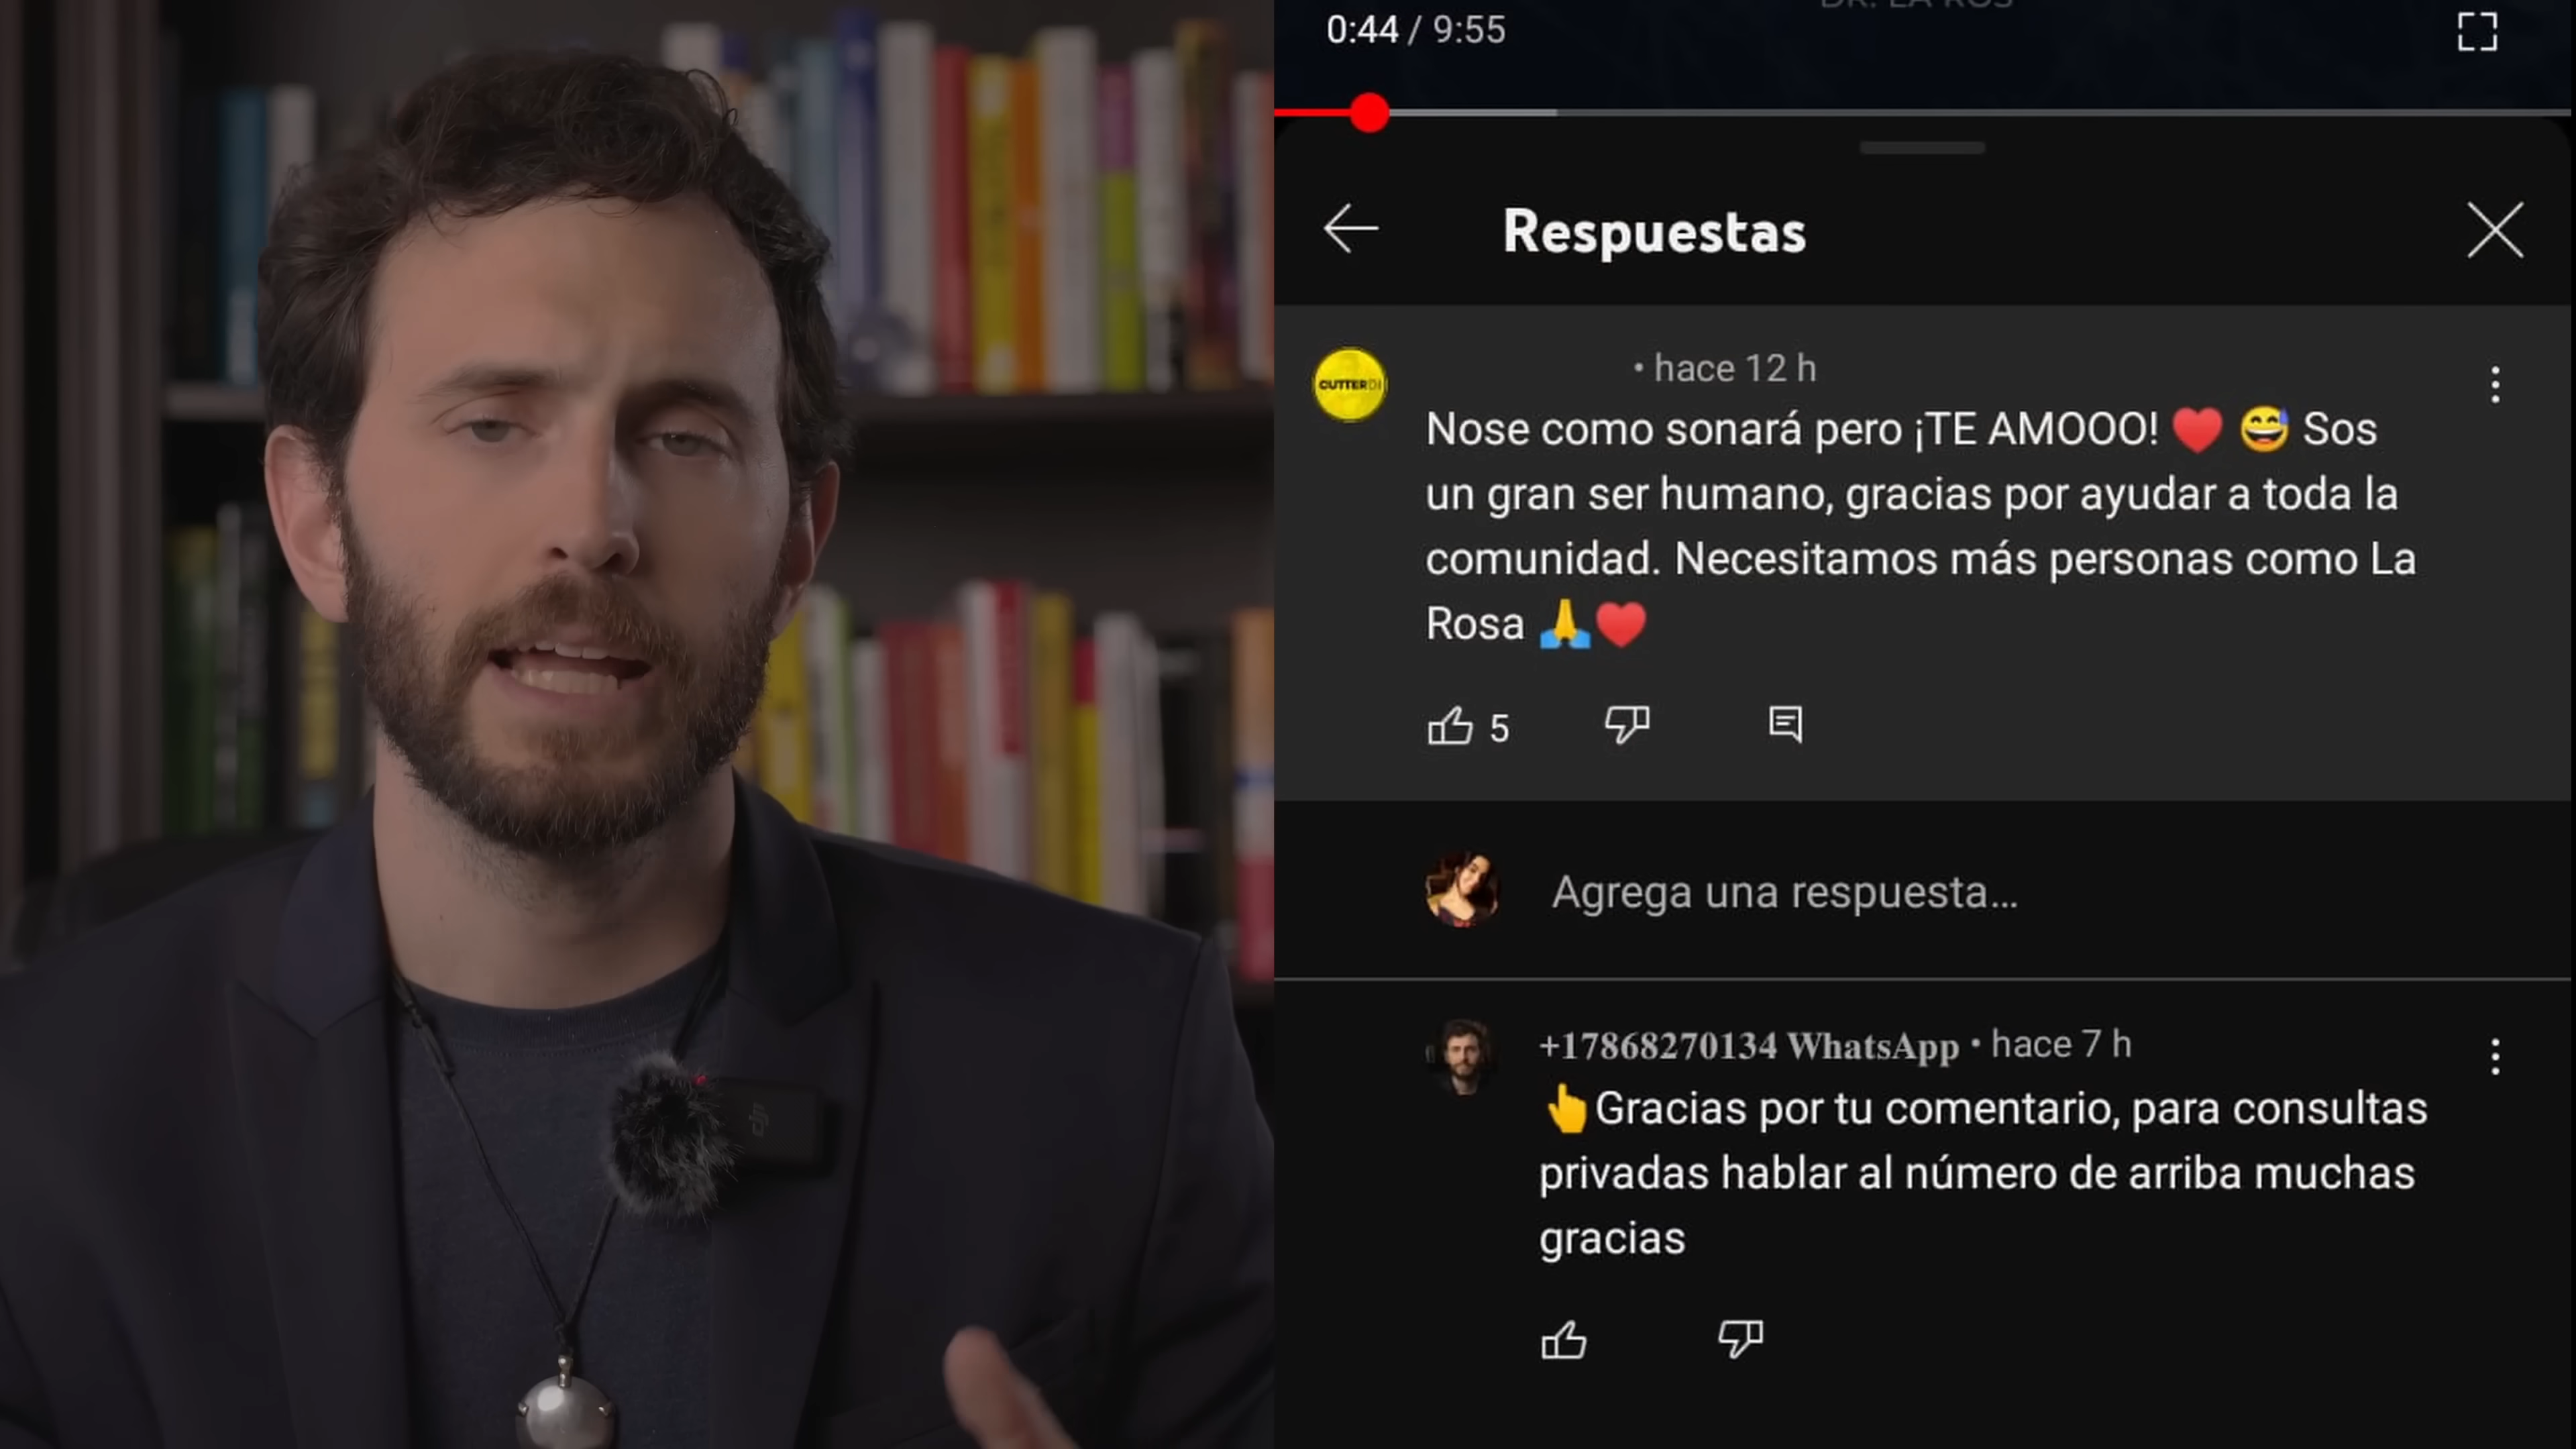 0:44 / 9:55
Respuestas
• hace 12 h
CUTTERDI
Nose como sonará pero ¡TE AMOOO! ♥️ 😅 Sos
un gran ser humano, gracias por ayudar a toda la
comunidad. Necesitamos más personas como La
Rosa 🙏♥️
5
Agrega una respuesta...
+17868270134 WhatsApp • hace 7 h
👆Gracias por tu comentario, para consultas
privadas hablar al número de arriba muchas
gracias